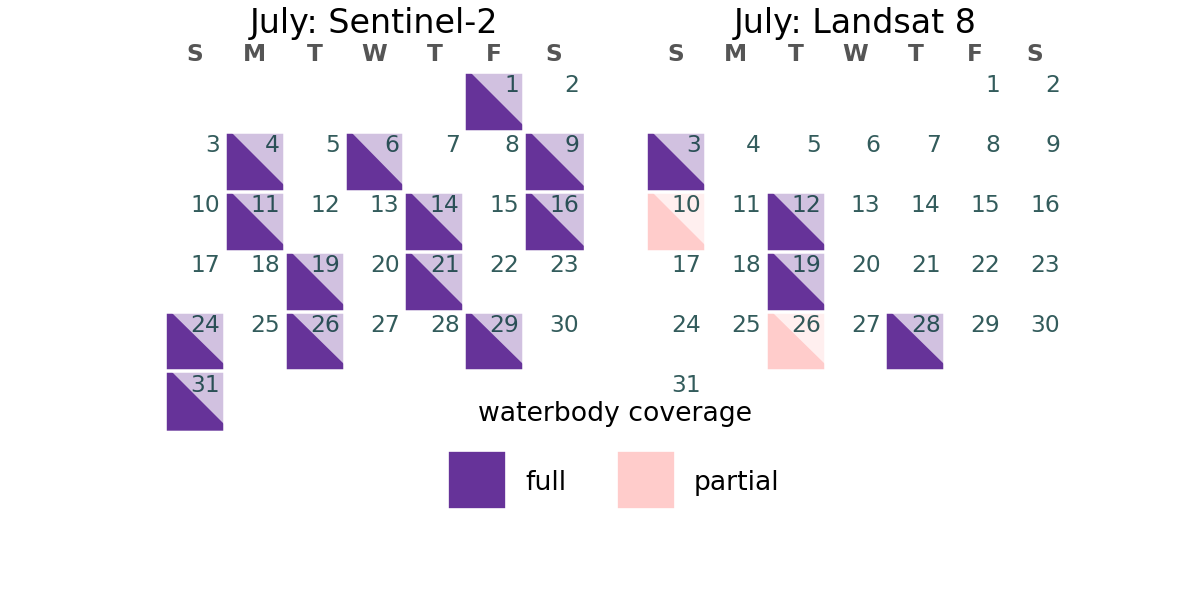 July: Sentinel-2
S M T W T F S
1 2
3 4 5 6 7 8 9
10 11 12 13 14 15 16
17 18 19 20 21 22 23
24 25 26 27 28 29 30
31
July: Landsat 8
S M T W T F S
1 2
3 4 5 6 7 8 9
10 11 12 13 14 15 16
17 18 19 20 21 22 23
24 25 26 27 28 29 30
31
waterbody coverage
full partial